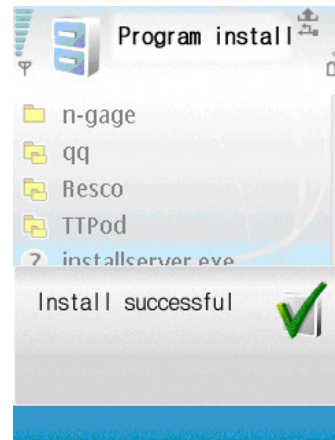 Program install
n-gage
qq
Resco
TTPod
installserver.exe
Install successful